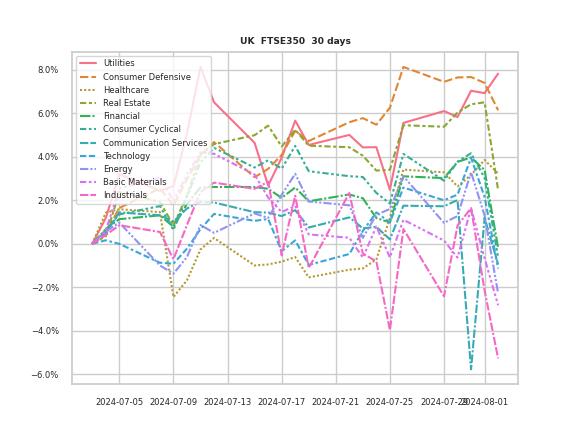 UK FTSE350 30 days
8.0%
6.0%
4.0%
2.0%
0.0%
−2.0%
−4.0%
−6.0%
Utilities
Consumer Defensive
Healthcare
Real Estate
Financial
Consumer Cyclical
Communication Services
Technology
Energy
Basic Materials
Industrials
2024-07-05 2024-07-09 2024-07-13 2024-07-17 2024-07-21 2024-07-25 2024-07-29 2024-08-01